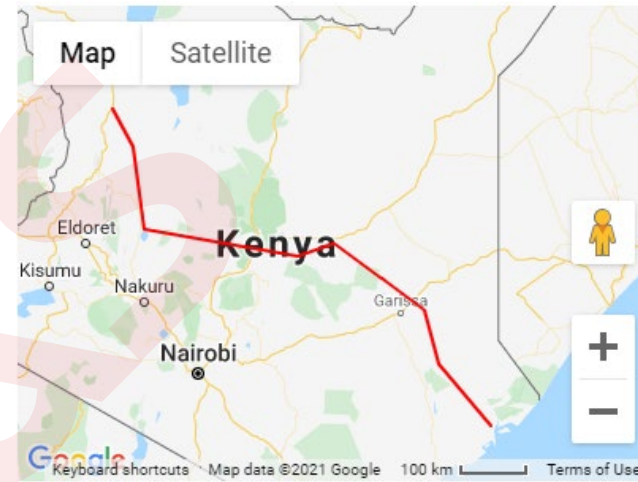 Map Satellite
Eldoret
Kenya
Kisumu
Nakuru
Garissa
Nairobi
Google
Keyboard shortcuts Map data ©2021 Google 100 km Terms of Use